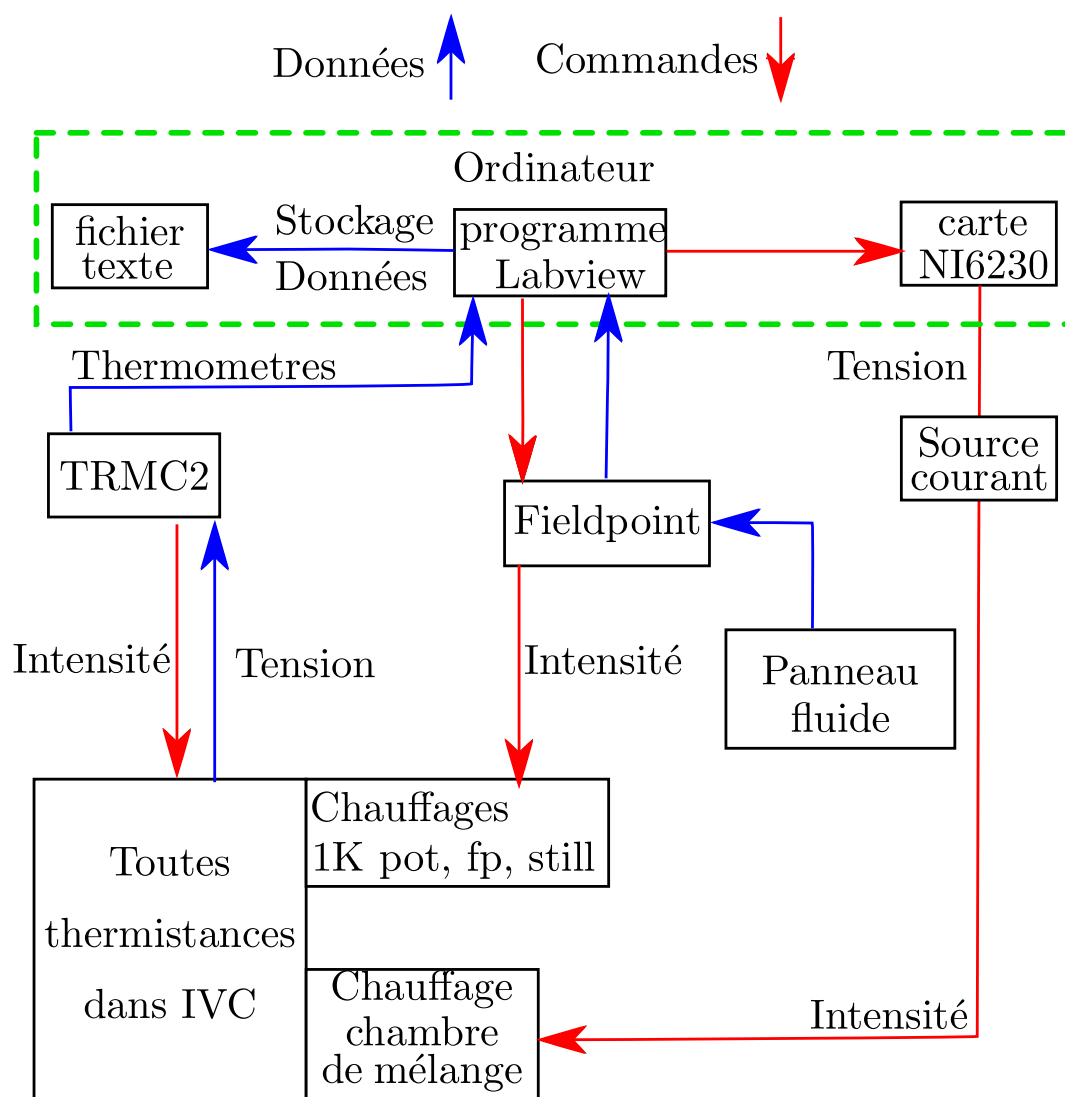 Données
Commandes
Ordinateur
fichier
texte
Stockage
Données
programme
Labview
carte
NI6230
Thermometres
Tension
TRMC2
Source
courant
Fieldpoint
Intensité
Tension
Intensité
Panneau
fluide
Chauffages
1K pot, fp, still
Toutes
thermistances
dans IVC
Chauffage
chambre
de mélange
Intensité